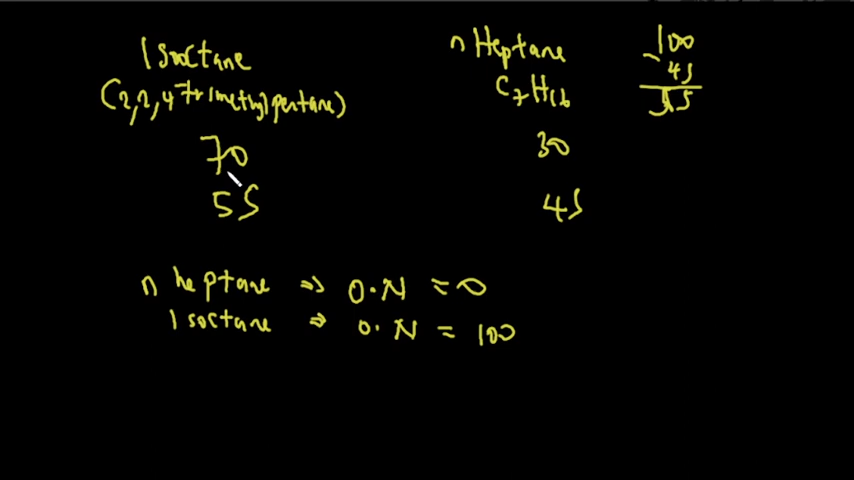 Isoctane
(2,2,4 Trimethylpentane)
70
55
n Heptane
C7H16
30
45
100
- 45
55
n heptane ⇒ O.N = 0
Isoctane ⇒ O.N = 100